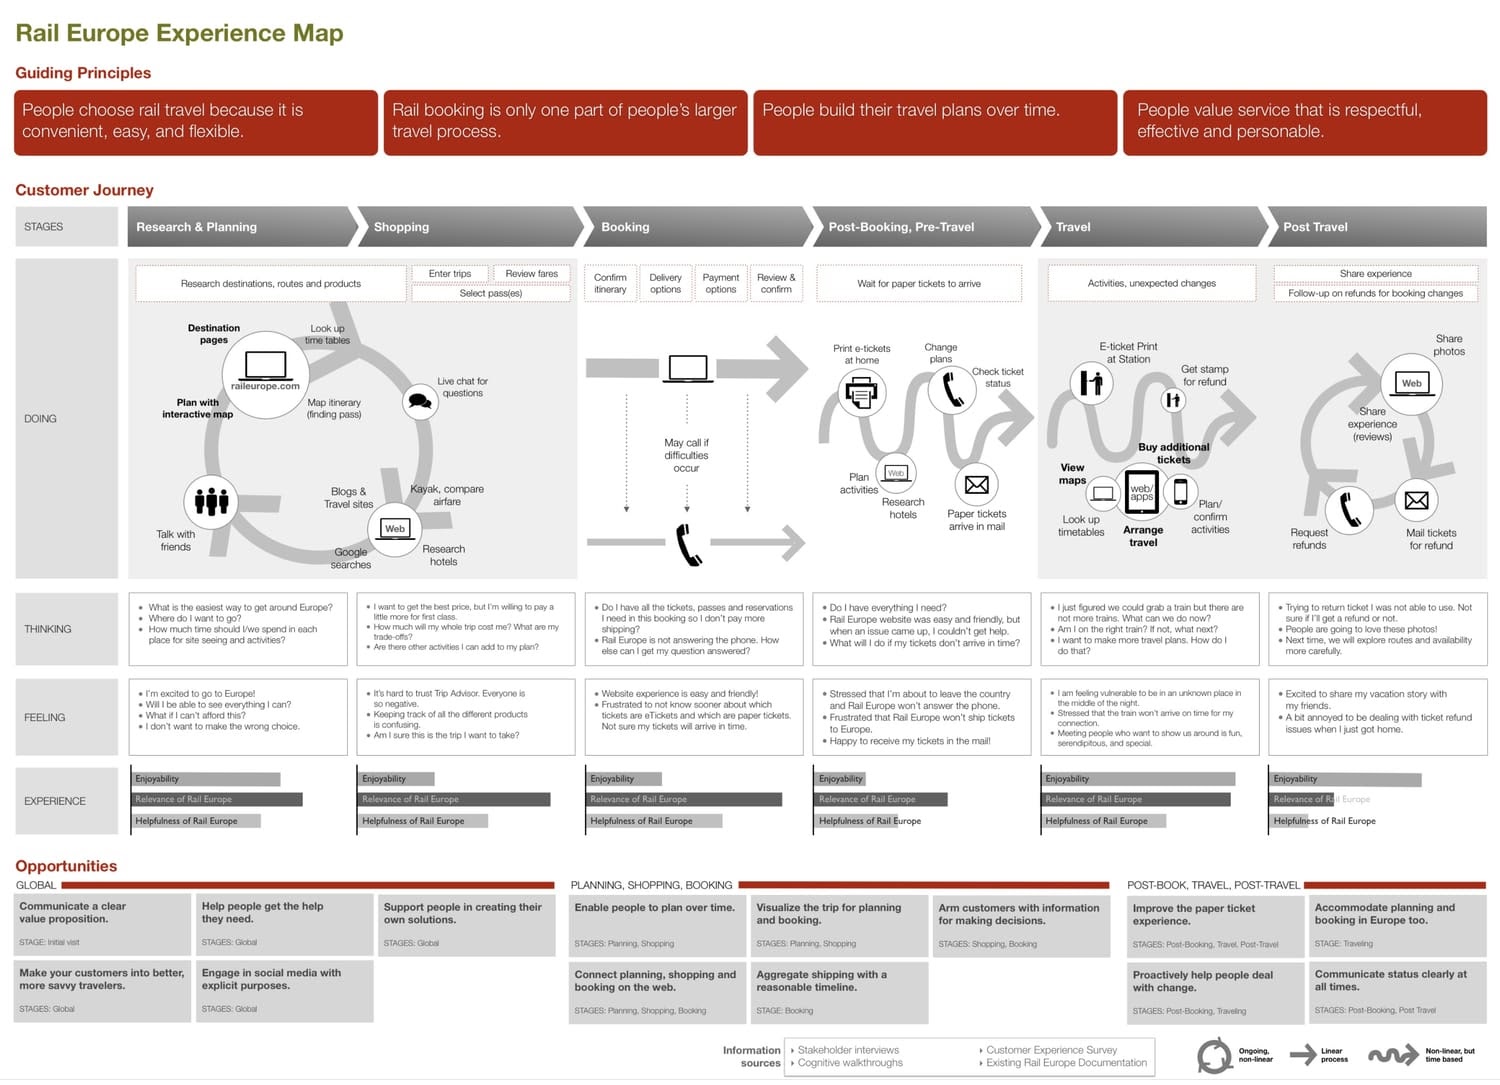 Rail Europe Experience Map
Guiding Principles
People choose rail travel because it is
convenient, easy, and flexible.
Rail booking is only one part of people's larger
travel process.
People build their travel plans over time.
People value service that is respectful,
effective and personable.
Customer Journey
STAGES
Research & Planning
Shopping
Booking
Post-Booking, Pre-Travel
Travel
Post Travel
DOING
Research destinations, routes and products
Enter trips
Review fares
Select pass(es)
Confirm
itinerary
Delivery
options
Payment
options
Review &
confirm
Wait for paper tickets to arrive
Activities, unexpected changes
Share experience
Follow-up on refunds for booking changes
Destination
pages
Look up
time tables
raileurope.com
Plan with
interactive map
Map itinerary
(finding pass)
Live chat for
questions
Blogs &
Travel sites
Kayak, compare
airfare
Web
Talk with
friends
Google
searches
Research
hotels
May call if
difficulties
occur
Print e-tickets
at home
Change
plans
Check ticket
status
Plan
activities
Web
Research
hotels
Paper tickets
arrive in mail
E-ticket Print
at Station
Get stamp
for refund
Buy additional
tickets
View
maps
web/
apps
Look up
timetables
Arrange
travel
Plan/
confirm
activities
Share
photos
Web
Share
experience
(reviews)
Request
refunds
Mail tickets
for refund
THINKING
• What is the easiest way to get around Europe?
• Where do I want to go?
• How much time should I/we spend in each
place for site seeing and activities?
• I want to get the best price, but I'm willing to pay a
little more for first class.
• How much will my whole trip cost me? What are my
trade-offs?
• Are there other activities I can add to my plan?
• Do I have all the tickets, passes and reservations
I need in this booking so I don't pay more
shipping?
• Rail Europe is not answering the phone. How
else can I get my question answered?
• Do I have everything I need?
• Rail Europe website was easy and friendly, but
when an issue came up, I couldn't get help.
• What will I do if my tickets don't arrive in time?
• I just figured we could grab a train but there are
not more trains. What can we do now?
• Am I on the right train? If not, what next?
• I want to make more travel plans. How do I
do that?
• Trying to return ticket I was not able to use. Not
sure if I'll get a refund or not.
• People are going to love these photos!
• Next time, we will explore routes and availability
more carefully.
FEELING
• I'm excited to go to Europe!
• Will I be able to see everything I can?
• What if I can't afford this?
• I don't want to make the wrong choice.
• It's hard to trust Trip Advisor. Everyone is
so negative.
• Keeping track of all the different products
is confusing.
• Am I sure this is the trip I want to take?
• Website experience is easy and friendly!
• Frustrated to not know sooner about which
tickets are eTickets and which are paper tickets.
Not sure my tickets will arrive in time.
• Stressed that I'm about to leave the country
and Rail Europe won't answer the phone.
• Frustrated that Rail Europe won't ship tickets
to Europe.
• Happy to receive my tickets in the mail!
• I am feeling vulnerable to be in an unknown place in
the middle of the night.
• Stressed that the train won't arrive on time for my
connection.
• Meeting people who want to show us around is fun,
serendipitous, and special.
• Excited to share my vacation story with
my friends.
• A bit annoyed to be dealing with ticket refund
issues when I just got home.
EXPERIENCE
Enjoyability
Relevance of Rail Europe
Helpfulness of Rail Europe
Enjoyability
Relevance of Rail Europe
Helpfulness of Rail Europe
Enjoyability
Relevance of Rail Europe
Helpfulness of Rail Europe
Enjoyability
Relevance of Rail Europe
Helpfulness of Rail Europe
Enjoyability
Relevance of Rail Europe
Helpfulness of Rail Europe
Enjoyability
Relevance of Rail Europe
Helpfulness of Rail Europe
Opportunities
GLOBAL
Communicate a clear
value proposition.
STAGE: Initial visit
Help people get the help
they need.
STAGES: Global
Support people in creating their
own solutions.
STAGES: Global
Make your customers into better,
more savvy travelers.
STAGES: Global
Engage in social media with
explicit purposes.
STAGES: Global
PLANNING, SHOPPING, BOOKING
Enable people to plan over time.
STAGES: Planning, Shopping
Visualize the trip for planning
and booking.
STAGES: Planning, Shopping
Arm customers with information
for making decisions.
STAGES: Shopping, Booking
Connect planning, shopping and
booking on the web.
STAGES: Planning, Shopping, Booking
Aggregate shipping with a
reasonable timeline.
STAGE: Booking
POST-BOOK, TRAVEL, POST-TRAVEL
Improve the paper ticket
experience.
STAGES: Post-Booking, Travel, Post-Travel
Accommodate planning and
booking in Europe too.
STAGE: Traveling
Proactively help people deal
with change.
STAGES: Post-Booking, Traveling
Communicate status clearly at
all times.
STAGES: Post-Booking, Post Travel
Information
sources
Stakeholder interviews
Cognitive walkthroughs
Customer Experience Survey
Existing Rail Europe Documentation
Ongoing,
non-linear
Linear
process
Non-linear, but
time based